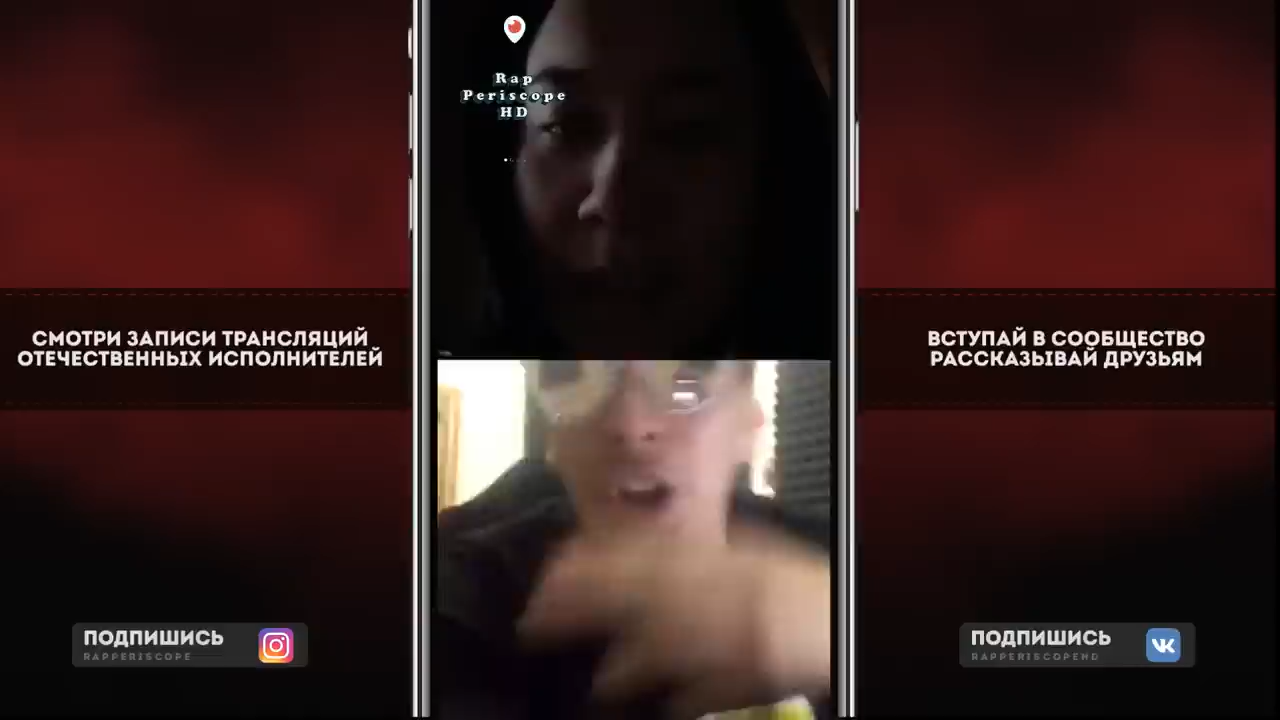 Rap
Periscope
HD
СМОТРИ ЗАПИСИ ТРАНСЛЯЦИЙ
ОТЕЧЕСТВЕННЫХ ИСПОЛНИТЕЛЕЙ
ВСТУПАЙ В СООБЩЕСТВО
РАССКАЗЫВАЙ ДРУЗЬЯМ
ПОДПИШИСЬ
RAPPERISCOPE
ПОДПИШИСЬ
RAPPERISCOPEHD